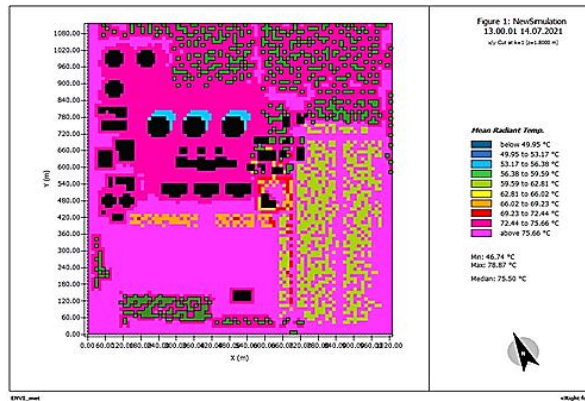 Figure 1: NewSimulation
13.00.01 14.07.2021
x/y Cut at k=1 (z=1.8000 m)
1080.00
1020.00
960.00
900.00
840.00
780.00
720.00
660.00
600.00
540.00
480.00
420.00
360.00
300.00
240.00
180.00
120.00
60.00
0.00
Y (m)
X (m)
Mean Radiant Temp.
below 49.95 °C
49.95 to 53.17 °C
53.17 to 56.38 °C
56.38 to 59.59 °C
59.59 to 62.81 °C
62.81 to 66.02 °C
66.02 to 69.23 °C
69.23 to 72.44 °C
72.44 to 75.66 °C
above 75.66 °C
Min: 46.74 °C
Max: 78.87 °C
Median: 75.50 °C
N
ENVI_met